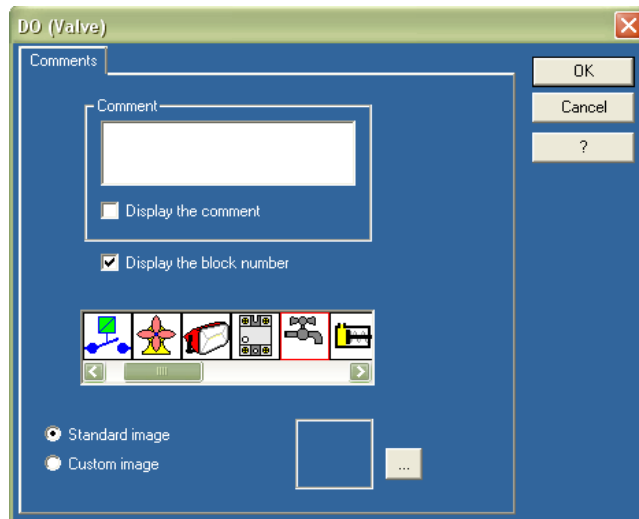 DO (Valve)
Comments
OK
Cancel
?
Comment
Display the comment
Display the block number
Standard image
Custom image
...